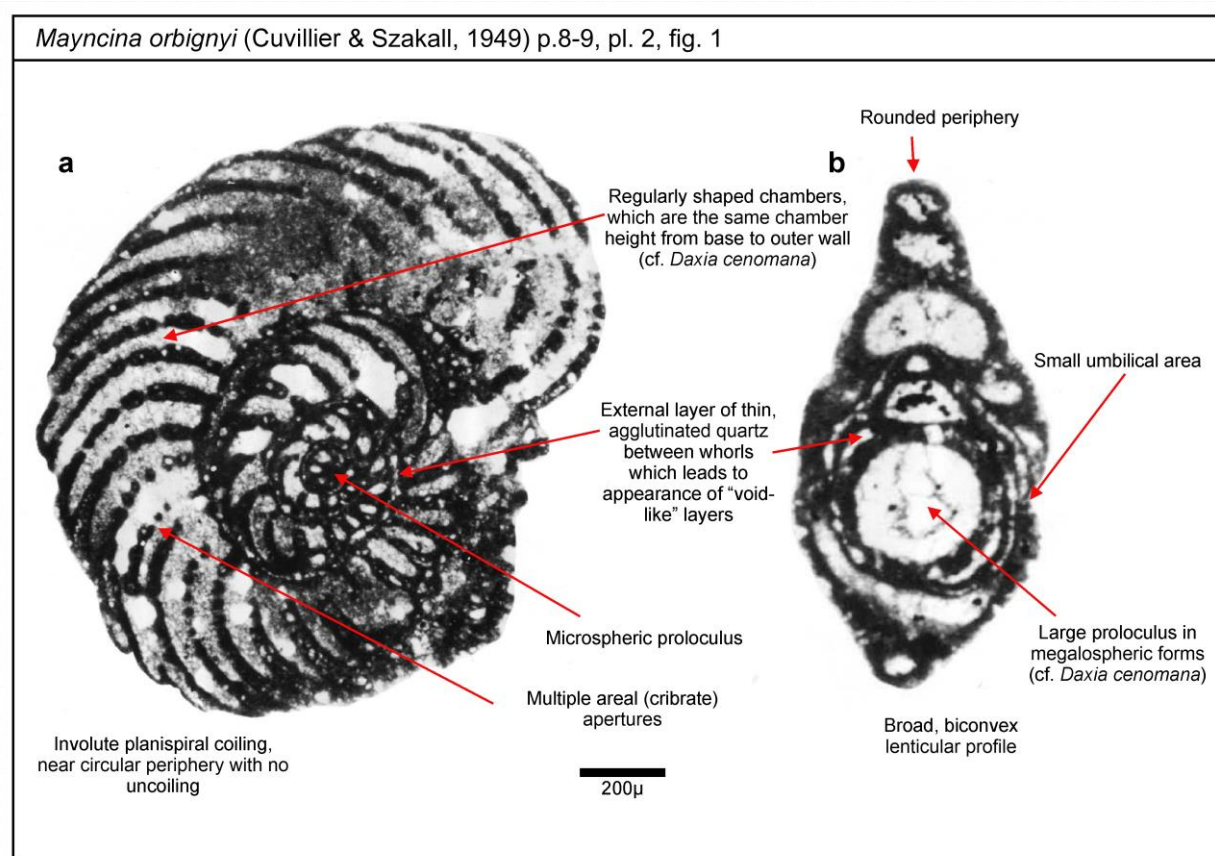 Mayncina orbignyi (Cuvillier & Szakall, 1949) p.8-9, pl. 2, fig. 1
a
b
Rounded periphery
Regularly shaped chambers,
which are the same chamber
height from base to outer wall
(cf. Daxia cenomana)
Small umbilical area
External layer of thin,
agglutinated quartz
between whorls
which leads to
appearance of “void-
like” layers
Microspheric proloculus
Large proloculus in
megalospheric forms
(cf. Daxia cenomana)
Multiple areal (cribrate)
apertures
Broad, biconvex
lenticular profile
Involute planispiral coiling,
near circular periphery with no
uncoiling
200µ